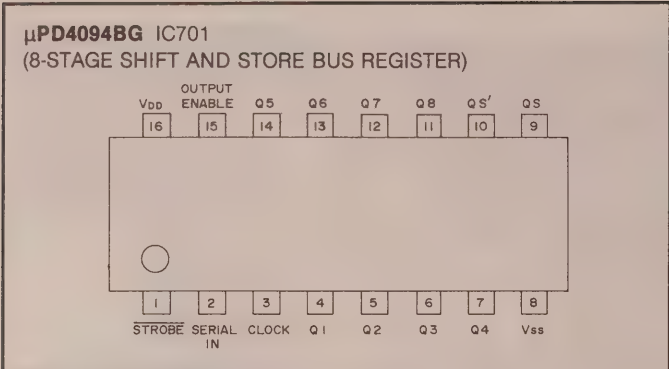 μPD4094BG IC701
(8-STAGE SHIFT AND STORE BUS REGISTER)
OUTPUT
VDD ENABLE Q5 Q6 Q7 Q8 QS' QS
16 15 14 13 12 11 10 9
1 2 3 4 5 6 7 8
STROBE SERIAL CLOCK Q1 Q2 Q3 Q4 Vss
IN